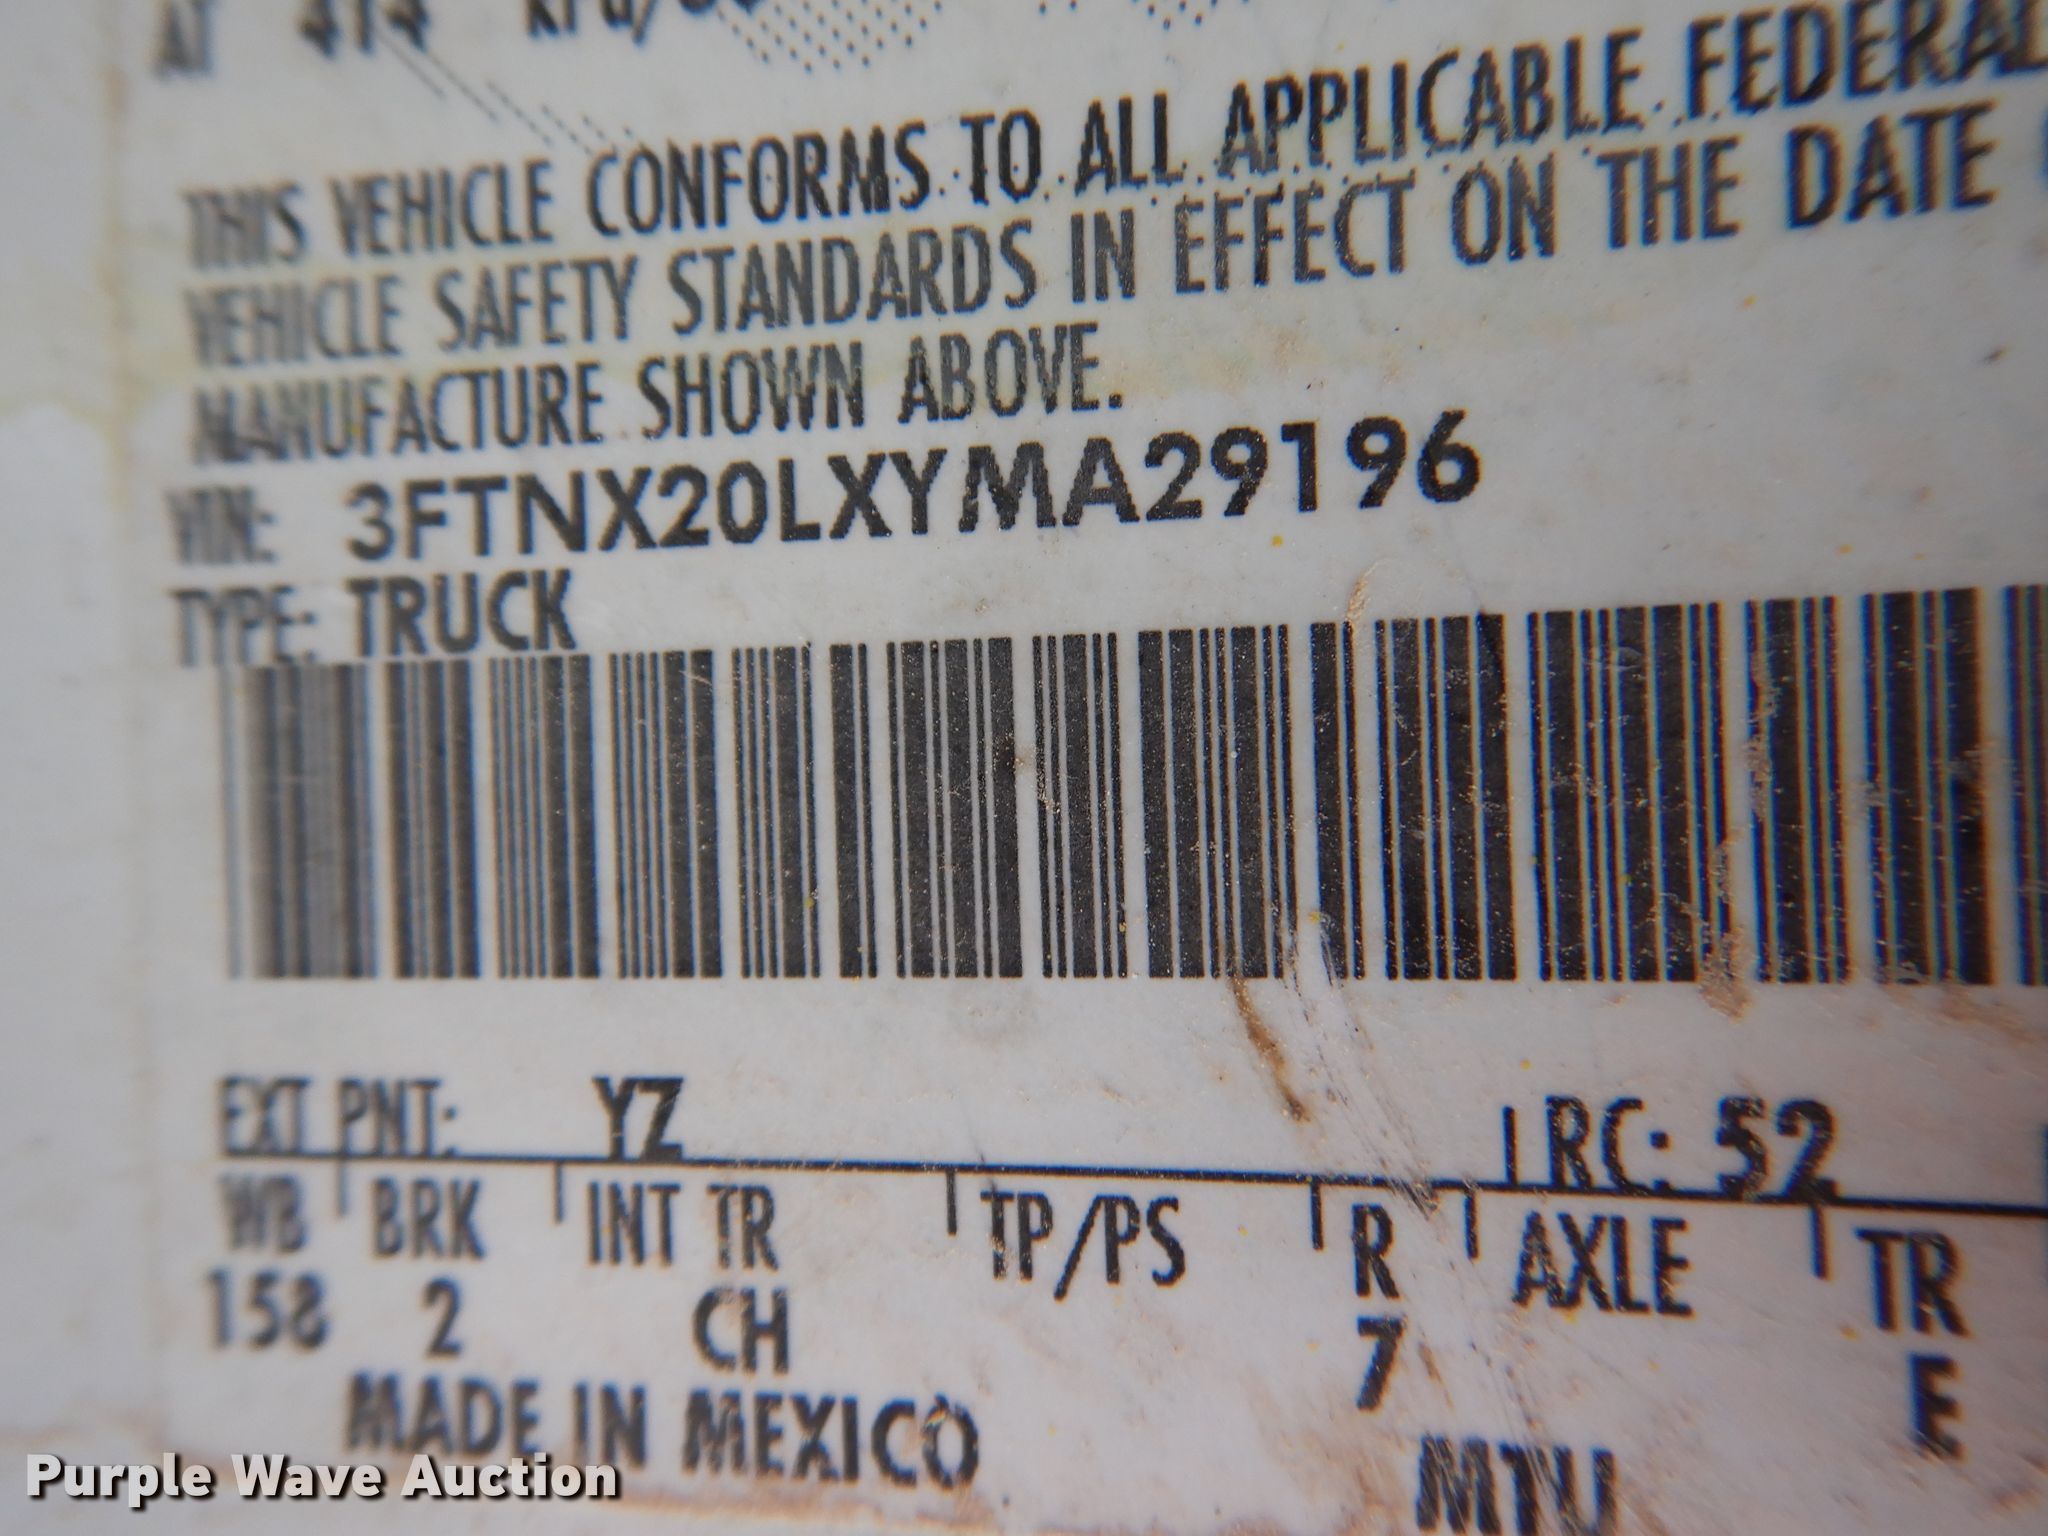 AT
THIS VEHICLE CONFORMS TO ALL APPLICABLE FEDERAL
VEHICLE SAFETY STANDARDS IN EFFECT ON THE DATE
MANUFACTURE SHOWN ABOVE.
VIN: 3FTNX20LXYMA29196
TYPE: TRUCK
EXT PNT: YZ RC: 52
WB BRK INT TR TP/PS R AXLE TR
158 2 CH 7 E
MADE IN MEXICO
Purple Wave Auction